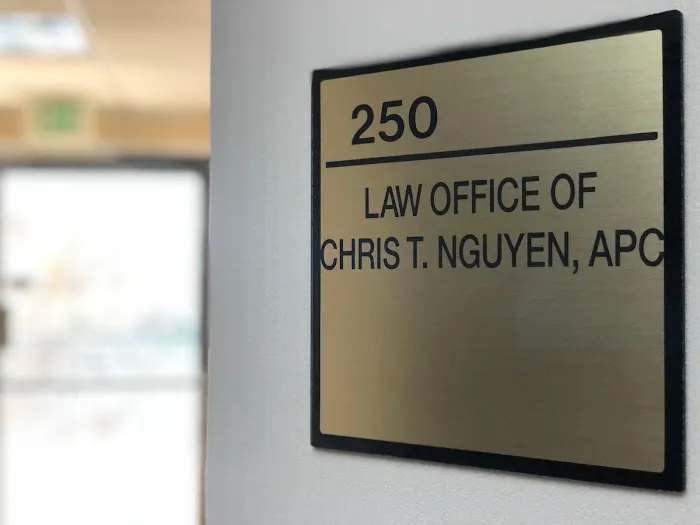 250
LAW OFFICE OF
CHRIS T. NGUYEN, APC